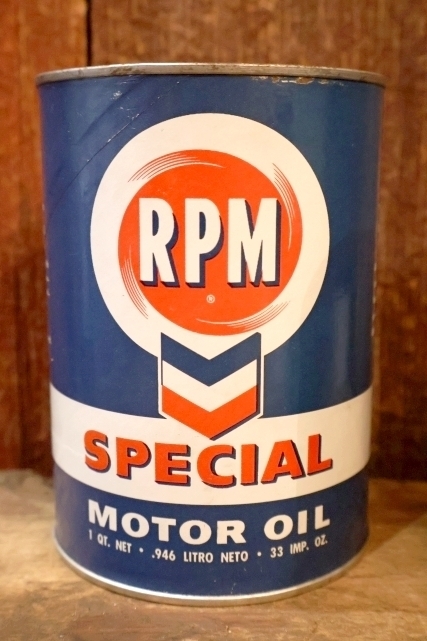 RPM
®
SPECIAL
MOTOR OIL
1 QT. NET • .946 LITRO NETO • 33 IMP. OZ.